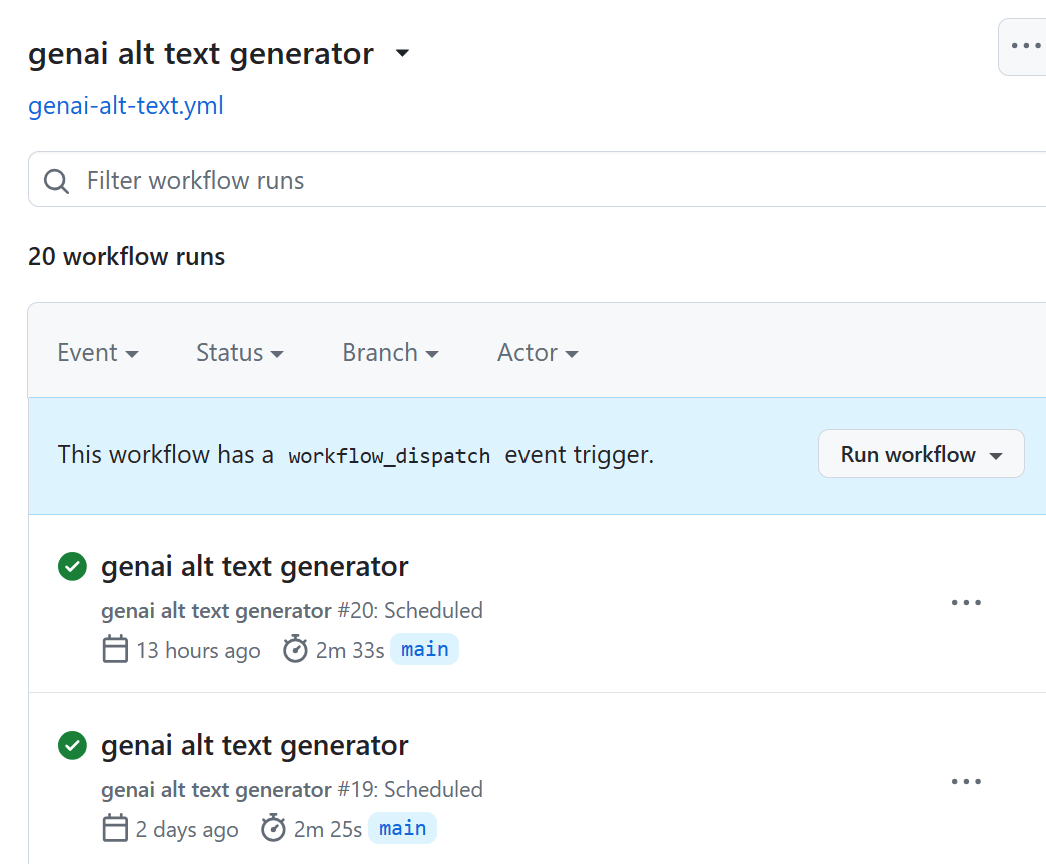 genai alt text generator
genai-alt-text.yml
Filter workflow runs
20 workflow runs
Event Status Branch Actor
This workflow has a workflow_dispatch event trigger. Run workflow
genai alt text generator
genai alt text generator #20: Scheduled
13 hours ago 2m 33s main
genai alt text generator
genai alt text generator #19: Scheduled
2 days ago 2m 25s main